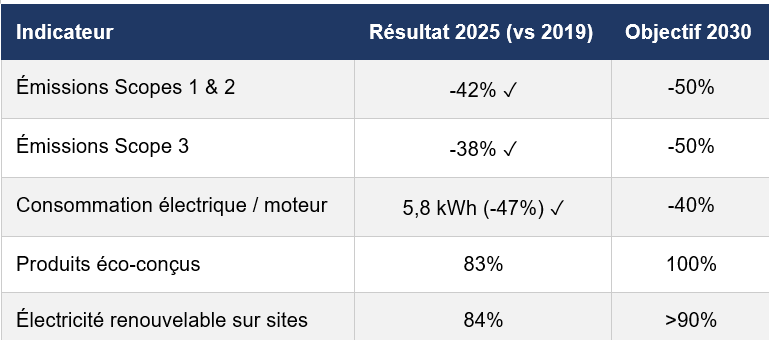 Indicateur Résultat 2025 (vs 2019) Objectif 2030
Émissions Scopes 1 & 2 -42% ✓ -50%
Émissions Scope 3 -38% ✓ -50%
Consommation électrique / moteur 5,8 kWh (-47%) ✓ -40%
Produits éco-conçus 83% 100%
Électricité renouvelable sur sites 84% >90%